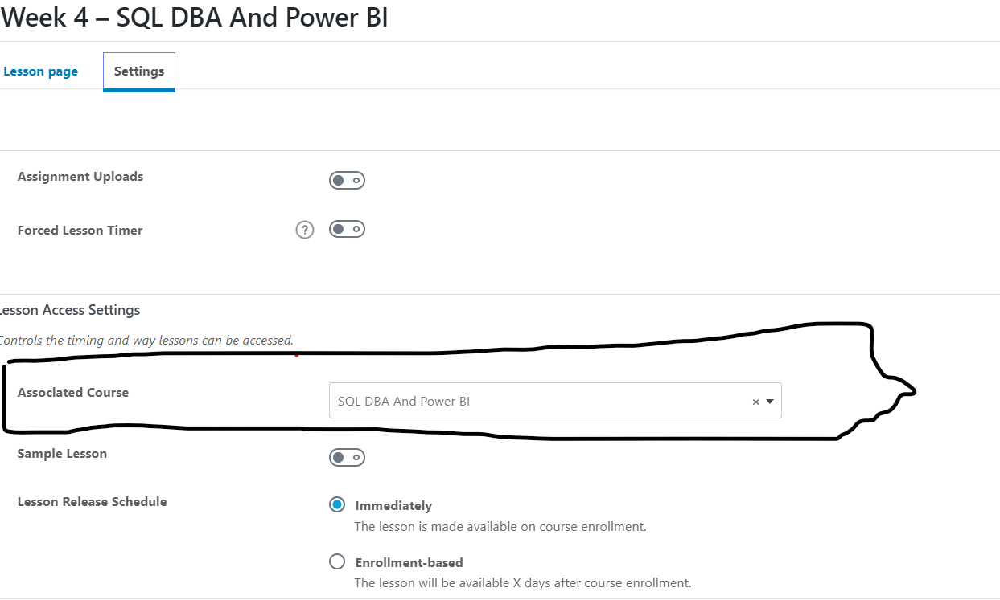 Week 4 – SQL DBA And Power BI
Lesson page Settings
Assignment Uploads
Forced Lesson Timer ?
Lesson Access Settings
Controls the timing and way lessons can be accessed.
Associated Course SQL DBA And Power BI ×
Sample Lesson
Lesson Release Schedule Immediately
The lesson is made available on course enrollment.
Enrollment-based
The lesson will be available X days after course enrollment.